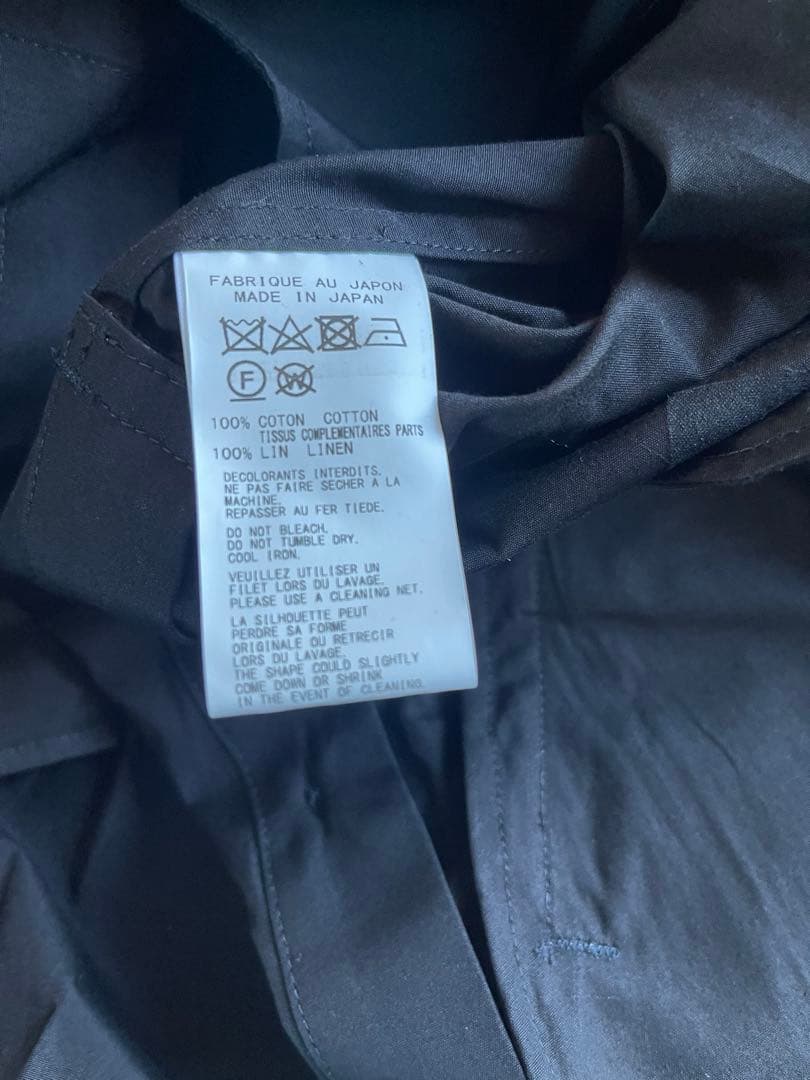 FABRIQUE AU JAPON
MADE IN JAPAN
F W
100% COTON COTTON
TISSUS COMPLEMENTAIRES PARTS
100% LIN LINEN
DECOLORANTS INTERDITS.
NE PAS FAIRE SECHER A LA
MACHINE.
REPASSER AU FER TIEDE.
DO NOT BLEACH.
DO NOT TUMBLE DRY.
COOL IRON.
VEUILLEZ UTILISER UN
FILET LORS DU LAVAGE.
PLEASE USE A CLEANING NET.
LA SILHOUETTE PEUT
PERDRE SA FORME
ORIGINALE OU RETRECIR
LORS DU LAVAGE.
THE SHAPE COULD SLIGHTLY
COME DOWN OR SHRINK
IN THE EVENT OF CLEANING.